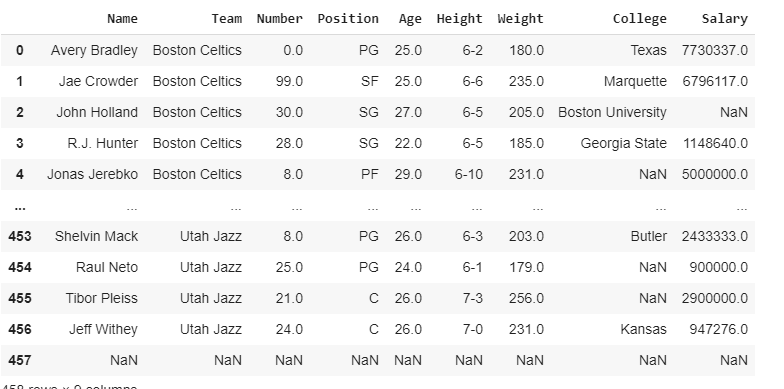 Name Team Number Position Age Height Weight College Salary
0 Avery Bradley Boston Celtics 0.0 PG 25.0 6-2 180.0 Texas 7730337.0
1 Jae Crowder Boston Celtics 99.0 SF 25.0 6-6 235.0 Marquette 6796117.0
2 John Holland Boston Celtics 30.0 SG 27.0 6-5 205.0 Boston University NaN
3 R.J. Hunter Boston Celtics 28.0 SG 22.0 6-5 185.0 Georgia State 1148640.0
4 Jonas Jerebko Boston Celtics 8.0 PF 29.0 6-10 231.0 NaN 5000000.0
... ... ... ... ... ... ... ... ... ...
453 Shelvin Mack Utah Jazz 8.0 PG 26.0 6-3 203.0 Butler 2433333.0
454 Raul Neto Utah Jazz 25.0 PG 24.0 6-1 179.0 NaN 900000.0
455 Tibor Pleiss Utah Jazz 21.0 C 26.0 7-3 256.0 NaN 2900000.0
456 Jeff Withey Utah Jazz 24.0 C 26.0 7-0 231.0 Kansas 947276.0
457 NaN NaN NaN NaN NaN NaN NaN NaN NaN
458 rows × 9 columns